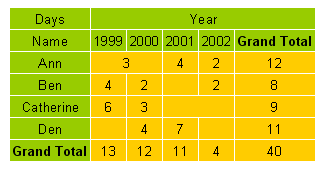 Days Year
Name 1999 2000 2001 2002 Grand Total
Ann 3 4 2 12
Ben 4 2 2 8
Catherine 6 3 9
Den 4 7 11
Grand Total 13 12 11 4 40